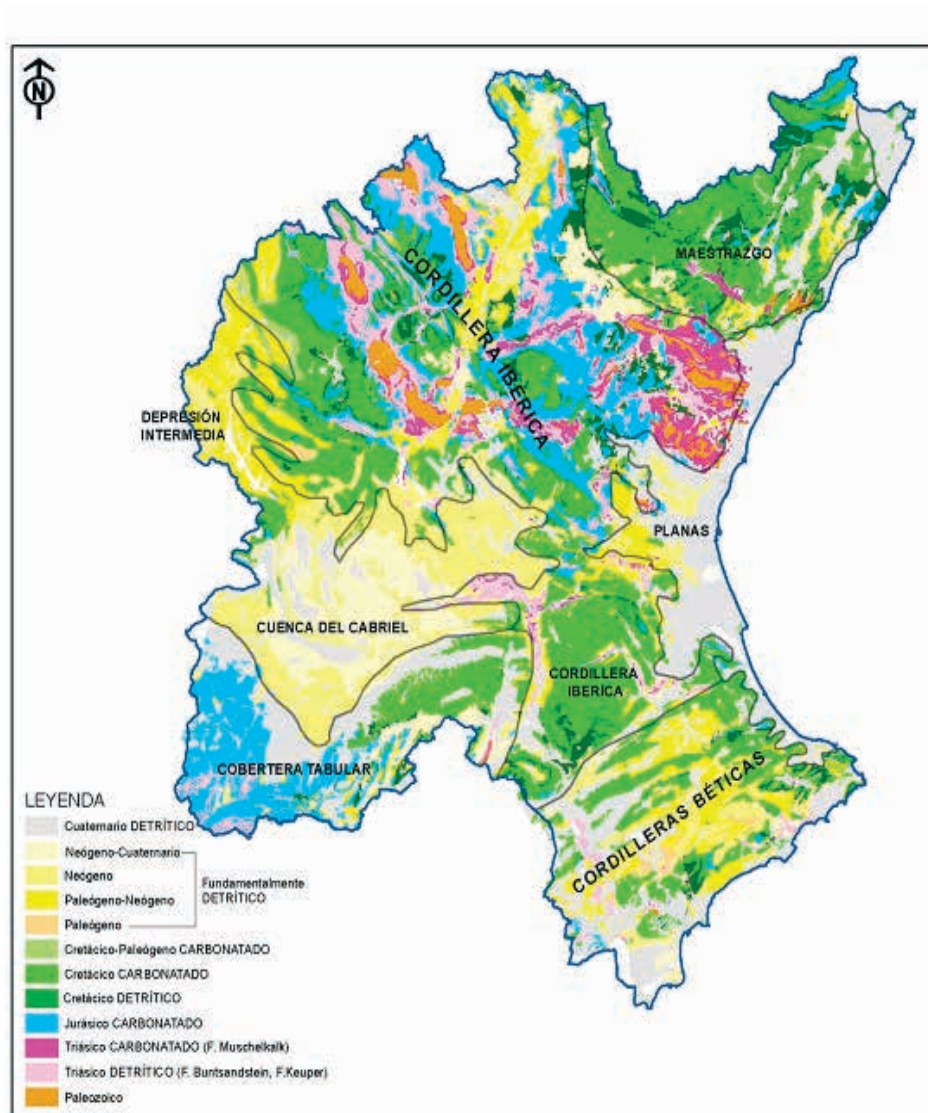 N
MAESTRAZGO
CORDILLERA IBÉRICA
DEPRESIÓN
INTERMEDIA
PLANAS
CUENCA DEL CABRIEL
CORDILLERA
IBERÍCA
COBERTERA TABULAR
CORDILLERAS BÉTICAS
LEYENDA
Cuaternario DETRÍTICO
Neógeno-Cuaternario
Neógeno
Paleógeno-Neógeno
Paleógeno
Fundamentalmente
DETRÍTICO
Cretácico-Paleógeno CARBONATADO
Cretácico CARBONATADO
Cretácico DETRÍTICO
Jurásico CARBONATADO
Triásico CARBONATADO (F. Muschelkalk)
Triásico DETRÍTICO (F. Buntsandstein, F.Keuper)
Paleozoico